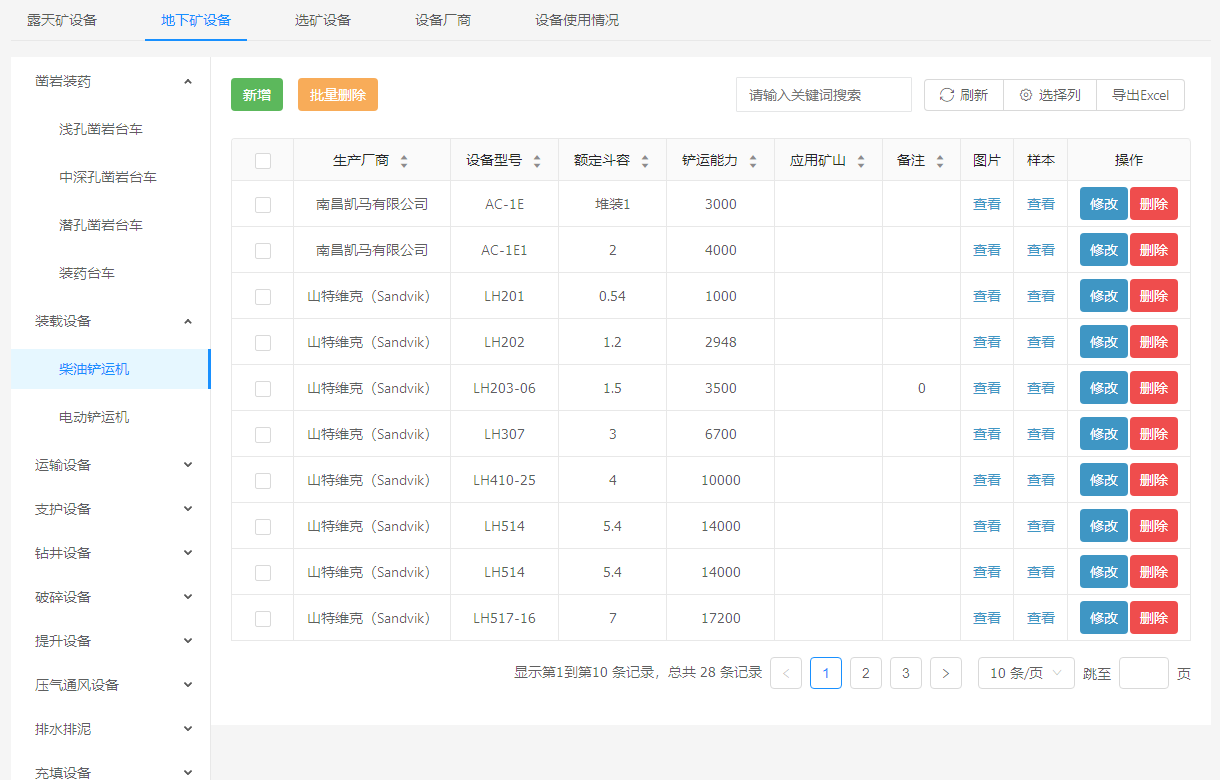 露天矿设备 地下矿设备 选矿设备 设备厂商 设备使用情况
凿岩装药
浅孔凿岩台车
中深孔凿岩台车
潜孔凿岩台车
装药台车
装载设备
柴油铲运机
电动铲运机
运输设备
支护设备
钻井设备
破碎设备
提升设备
压气通风设备
排水排泥
充填设备
新增 批量删除 请输入关键词搜索 刷新 选择列 导出Excel
生产厂商 设备型号 额定斗容 铲运能力 应用矿山 备注 图片 样本 操作
南昌凯马有限公司 AC-1E 堆装1 3000 查看 查看 修改 删除
南昌凯马有限公司 AC-1E1 2 4000 查看 查看 修改 删除
山特维克（Sandvik） LH201 0.54 1000 查看 查看 修改 删除
山特维克（Sandvik） LH202 1.2 2948 查看 查看 修改 删除
山特维克（Sandvik） LH203-06 1.5 3500 0 查看 查看 修改 删除
山特维克（Sandvik） LH307 3 6700 查看 查看 修改 删除
山特维克（Sandvik） LH410-25 4 10000 查看 查看 修改 删除
山特维克（Sandvik） LH514 5.4 14000 查看 查看 修改 删除
山特维克（Sandvik） LH514 5.4 14000 查看 查看 修改 删除
山特维克（Sandvik） LH517-16 7 17200 查看 查看 修改 删除
显示第1到第10 条记录，总共 28 条记录 < 1 2 3 > 10 条/页 跳至 页